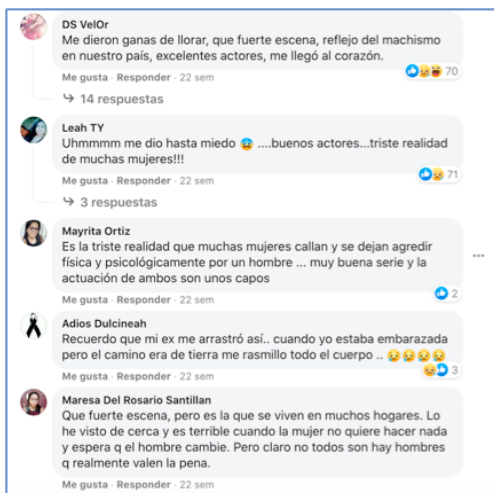 DS VelOr
Me dieron ganas de llorar, que fuerte escena, reflejo del machismo
en nuestro país, excelentes actores, me llegó al corazón.
70
Me gusta · Responder · 22 sem
14 respuestas
Leah TY
Uhmmmm me dio hasta miedo 😰 ....buenos actores...triste realidad
de muchas mujeres!!!
71
Me gusta · Responder · 22 sem
3 respuestas
Mayrita Ortiz
Es la triste realidad que muchas mujeres callan y se dejan agredir
física y psicológicamente por un hombre ... muy buena serie y la
actuación de ambos son unos capos
2
Me gusta · Responder · 22 sem
Adios Dulcineah
Recuerdo que mi ex me arrastró así.. cuando yo estaba embarazada
pero el camino era de tierra me rasmillo todo el cuerpo .. 😢😢😢😢
3
Me gusta · Responder · 22 sem
Maresa Del Rosario Santillan
Que fuerte escena, pero es la que se viven en muchos hogares. Lo
he visto de cerca y es terrible cuando la mujer no quiere hacer nada
y espera q el hombre cambie. Pero claro no todos son hay hombres
q realmente valen la pena.
Me gusta · Responder · 22 sem